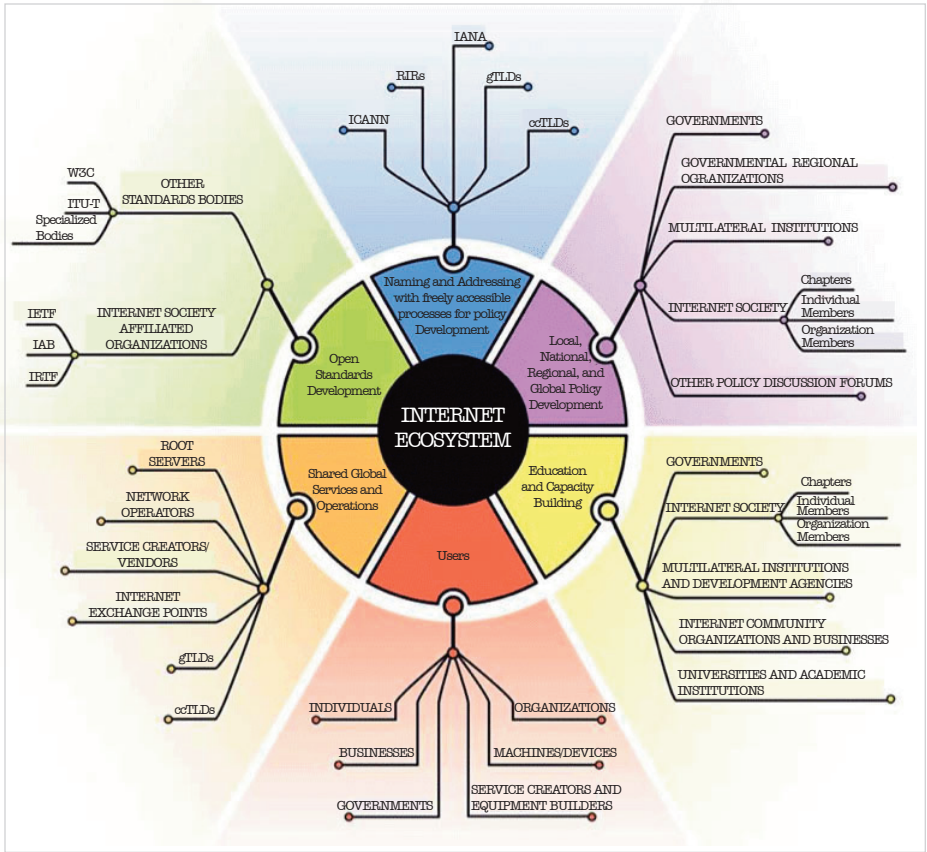 IANA
RIRs
gTLDs
ICANN
ccTLDs
GOVERNMENTS
GOVERNMENTAL REGIONAL
OGRANIZATIONS
MULTILATERAL INSTITUTIONS
INTERNET SOCIETY
Chapters
Individual
Members
Organization
Members
OTHER POLICY DISCUSSION FORUMS
W3C
ITU-T
Specialized
Bodies
OTHER
STANDARDS BODIES
IETF
IAB
IRTF
INTERNET SOCIETY
AFFILIATED
ORGANIZATIONS
Naming and Addressing
with freely accessible
processes for policy
Development
Local,
National,
Regional, and
Global Policy
Development
Open
Standards
Development
INTERNET
ECOSYSTEM
Shared Global
Services and
Operations
Education
and Capacity
Building
Users
ROOT
SERVERS
NETWORK
OPERATORS
SERVICE CREATORS/
VENDORS
INTERNET
EXCHANGE POINTS
gTLDs
ccTLDs
GOVERNMENTS
INTERNET SOCIETY
Chapters
Individual
Members
Organization
Members
MULTILATERAL INSTITUTIONS
AND DEVELOPMENT AGENCIES
INTERNET COMMUNITY
ORGANIZATIONS AND BUSINESSES
UNIVERSITIES AND ACADEMIC
INSTITUTIONS
INDIVIDUALS
ORGANIZATIONS
BUSINESSES
MACHINES/DEVICES
GOVERNMENTS
SERVICE CREATORS AND
EQUIPMENT BUILDERS